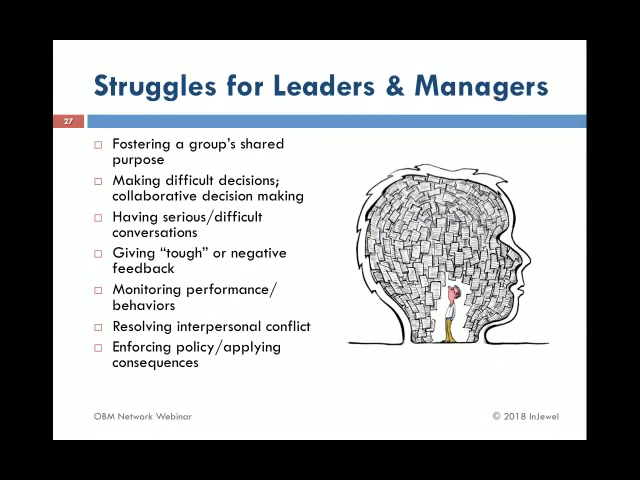 Struggles for Leaders & Managers
27
□ Fostering a group's shared
purpose
□ Making difficult decisions;
collaborative decision making
□ Having serious/difficult
conversations
□ Giving “tough” or negative
feedback
□ Monitoring performance/
behaviors
□ Resolving interpersonal conflict
□ Enforcing policy/applying
consequences
OBM Network Webinar
© 2018 InJewel